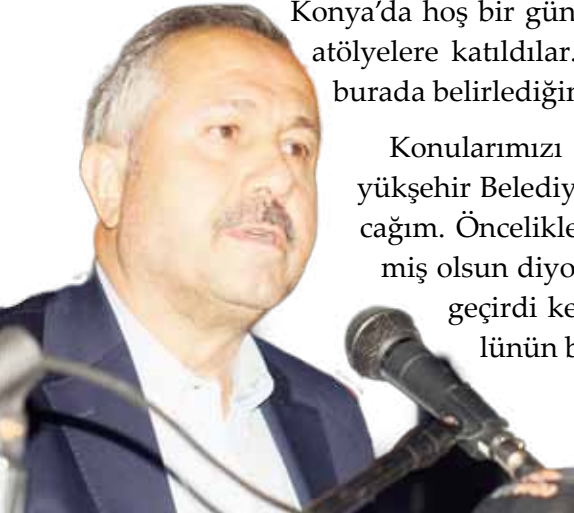 Konya’da hoş bir gün
atölyelere katıldılar.
burada belirlediğin
Konularımızı
yükşehir Belediy
cağım. Öncelikle
miş olsun diyo
geçirdi ke
lünün b